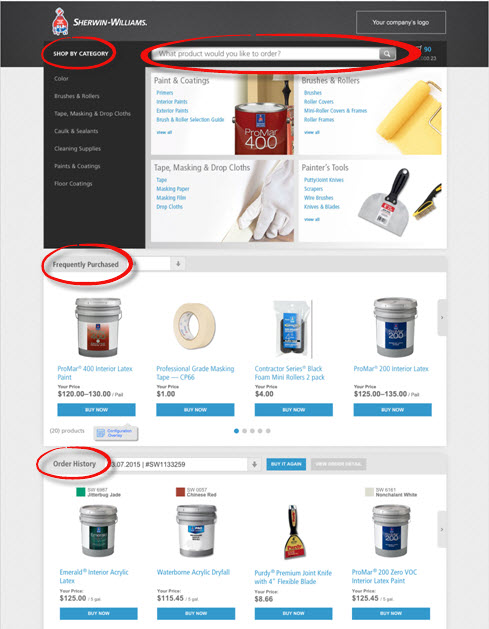 SHERWIN-WILLIAMS.
Your company's logo
SHOP BY CATEGORY
What product would you like to order?
90
00.25
Color
Brushes & Rollers
Tape, Masking & Drop Cloths
Caulk & Sealants
Cleaning Supplies
Paints & Coatings
Floor Coatings
Paint & Coatings
Primers
Interior Paints
Exterior Paints
Brush & Roller Selection Guide
view all
ProMar
400
Brushes & Rollers
Brushes
Roller Covers
Mini-Roller Covers & Frames
Roller Frames
view all
Tape, Masking & Drop Cloths
Tape
Masking Paper
Masking Film
Drop Cloths
Painter's Tools
Puttyjoint Knives
Scrapers
Wire Brushes
Knives & Blades
view all
Frequently Purchased
ProMar® 400 Interior Latex
Paint
Your Price
$120.00–130.00 / Pail
BUY NOW
Professional Grade Masking
Tape — CP66
Your Price
$1.00
BUY NOW
Contractor Series® Black
Foam Mini Rollers 2 pack
Your Price
$4.00
BUY NOW
200
ProMar® 200 Interior Latex
Your Price
$125.00–135.00 / Pail
BUY NOW
(20) products
Configuration
Overlay
Order History
3.07.2015 | #SW1133259
BUY IT AGAIN
VIEW ORDER DETAIL
SW 6867
Jitterbug Jade
Emerald® Interior Acrylic
Latex
Your Price:
$125.00 / 5 gal.
BUY NOW
SW 0057
Chinese Red
Waterborne Acrylic Dryfall
Your Price:
$115.45 / 5 gal.
BUY NOW
Purdy® Premium Joint Knife
with 4" Flexible Blade
Your Price:
$8.66
BUY NOW
SW 6161
Nonchalant White
200
ProMar® 200 Zero VOC
Interior Latex Paint
Your Price:
$125.45 / 5 gal.
BUY NOW